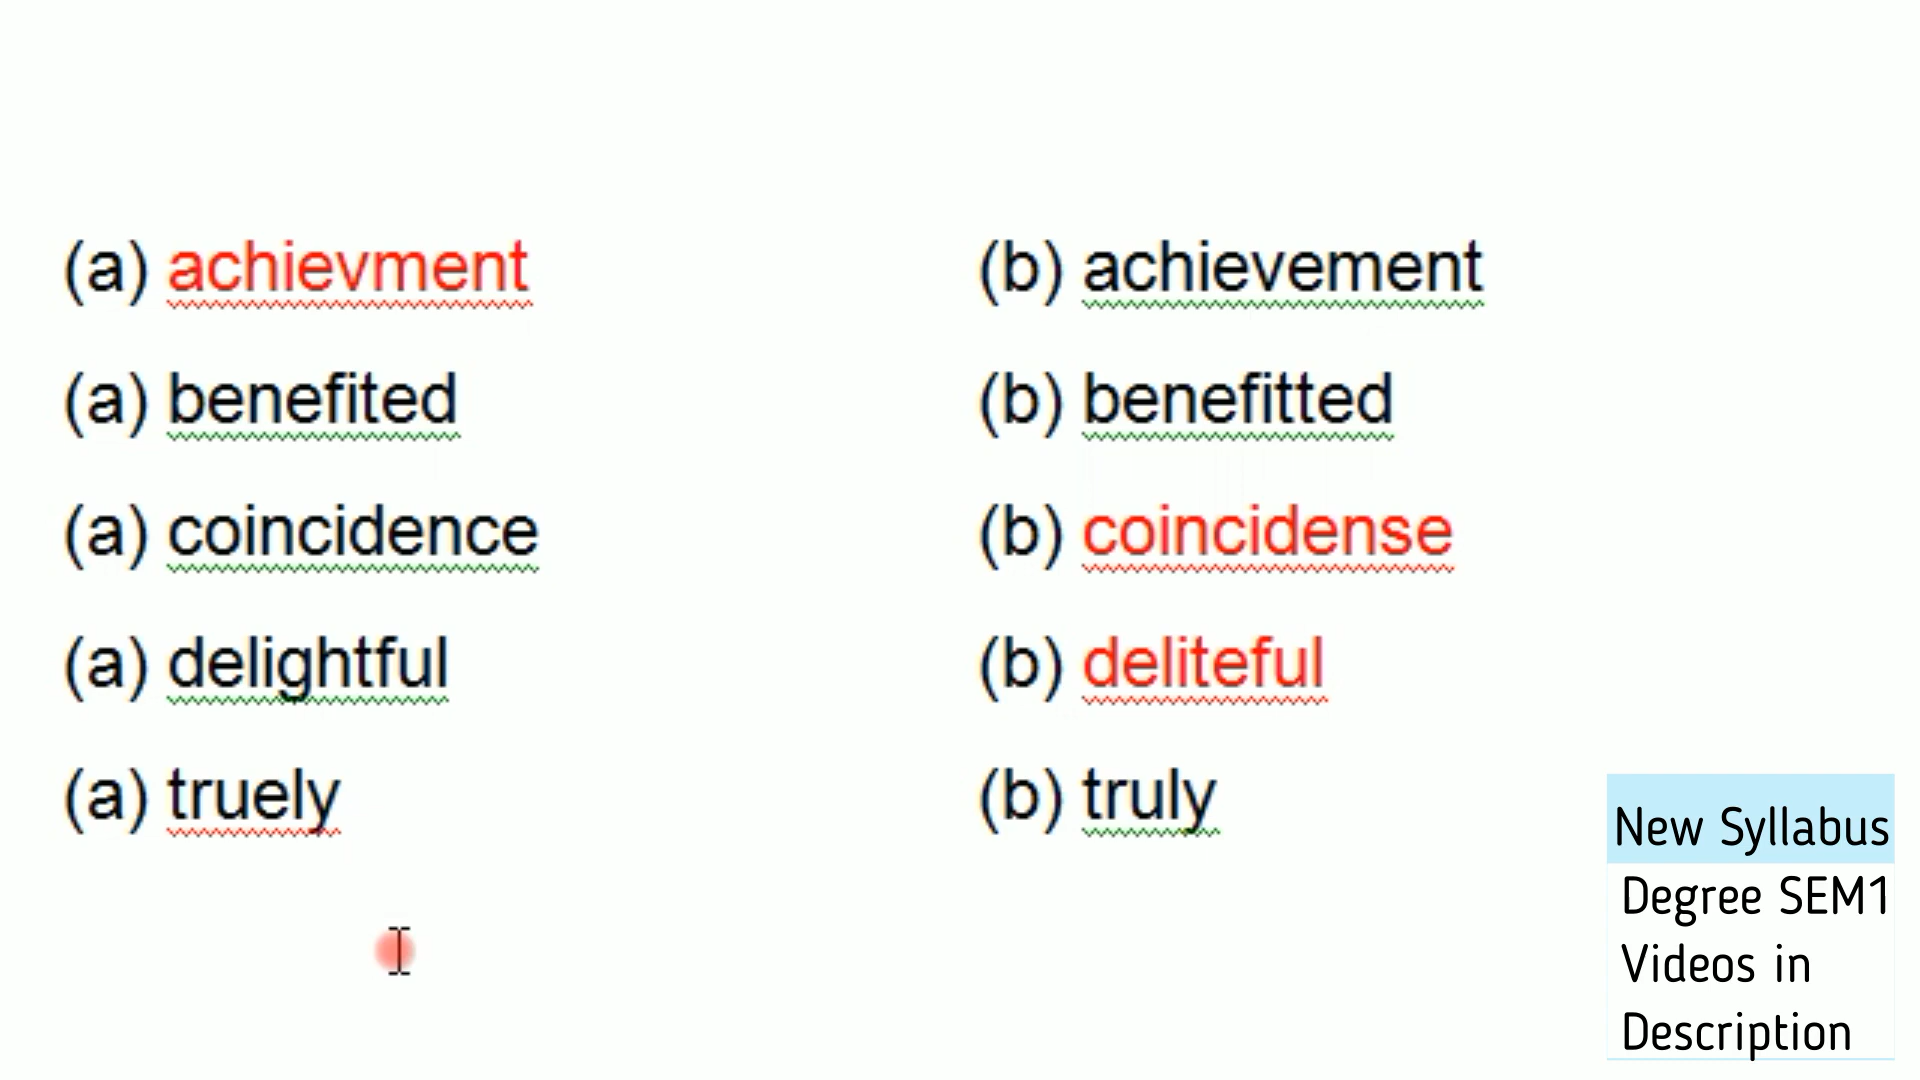 (a) achievment (b) achievement
(a) benefited (b) benefitted
(a) coincidence (b) coincidense
(a) delightful (b) deliteful
(a) truely (b) truly
New Syllabus
Degree SEM1
Videos in
Description